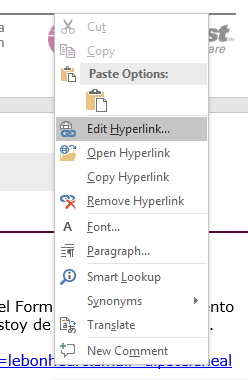 Cut
Copy
Paste Options:
Edit Hyperlink...
Open Hyperlink
Copy Hyperlink
Remove Hyperlink
A Font...
Paragraph...
Smart Lookup
el Form
ento
Synonyms
stoy de
Translate
New Comment